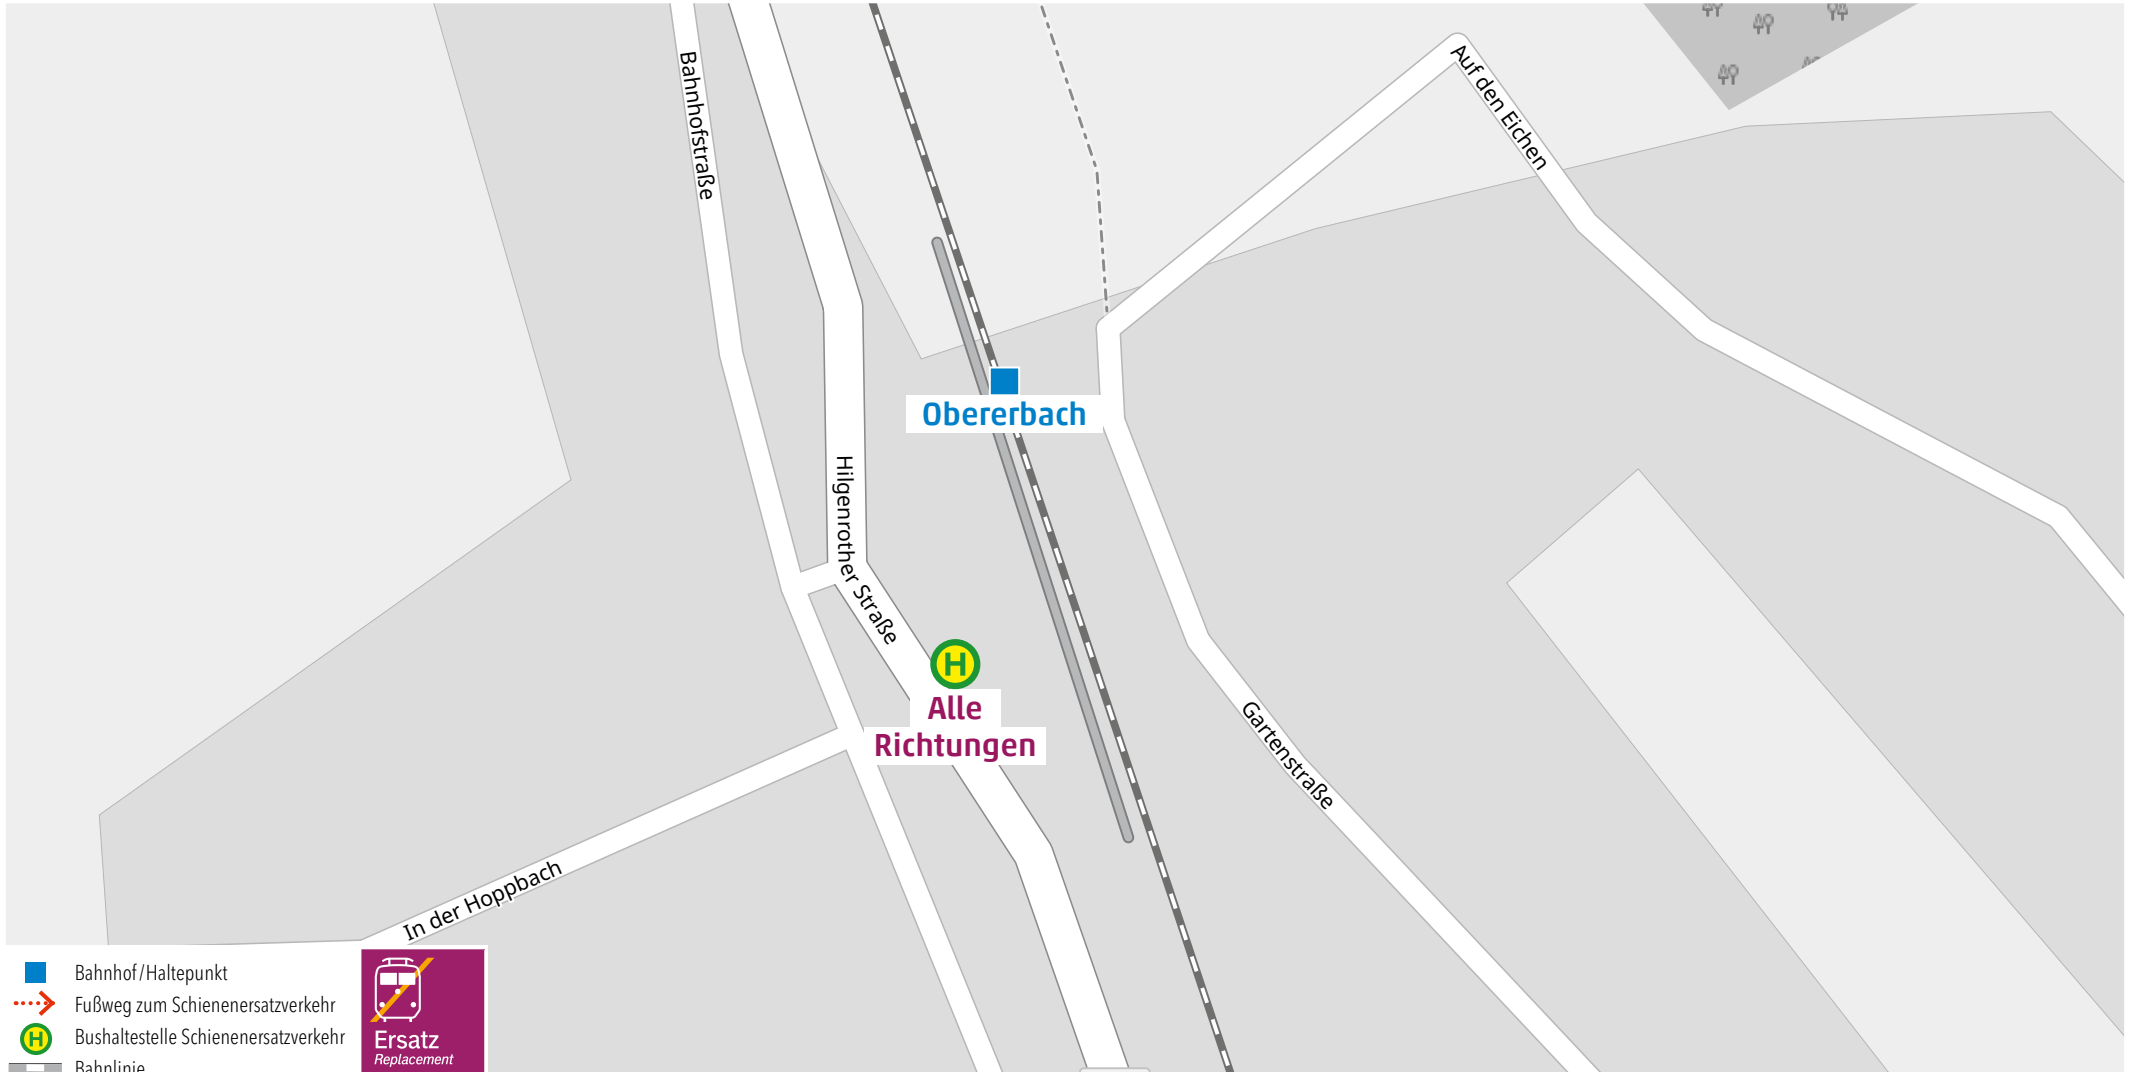 Bahnhofstraße
Auf den Eichen
Obererbach
Hilgenrother Straße
H
Alle
Richtungen
Gartenstraße
In der Hoppbach
Bahnhof/Haltepunkt
Fußweg zum Schienenersatzverkehr
H Bushaltestelle Schienenersatzverkehr
Bahnlinie
Ersatz
Replacement